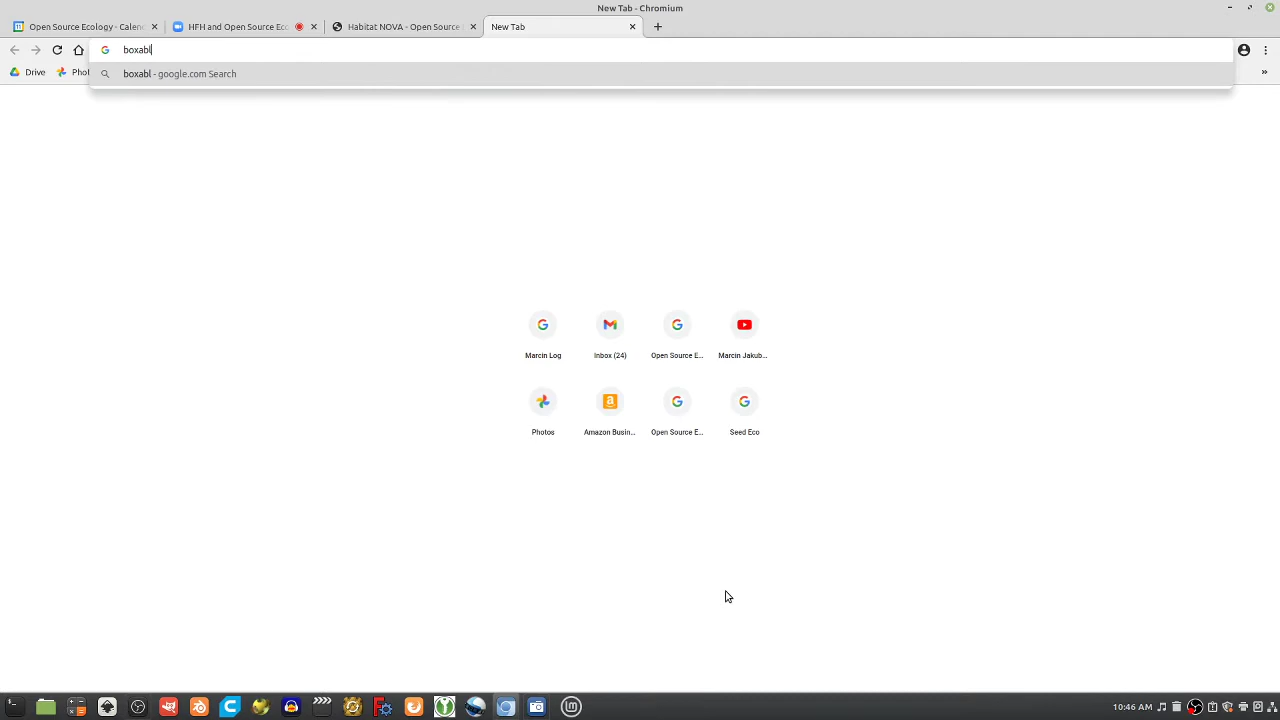 New Tab - Chromium
Open Source Ecology - Calen
HFH and Open Source Eco
Habitat NOVA - Open Source
New Tab
boxabl
Drive
Pho
boxabl - google.com Search
Marcin Log
Inbox (24)
Open Source E...
Marcin Jakub...
Photos
Amazon Busin...
Open Source E...
Seed Eco
10:46 AM